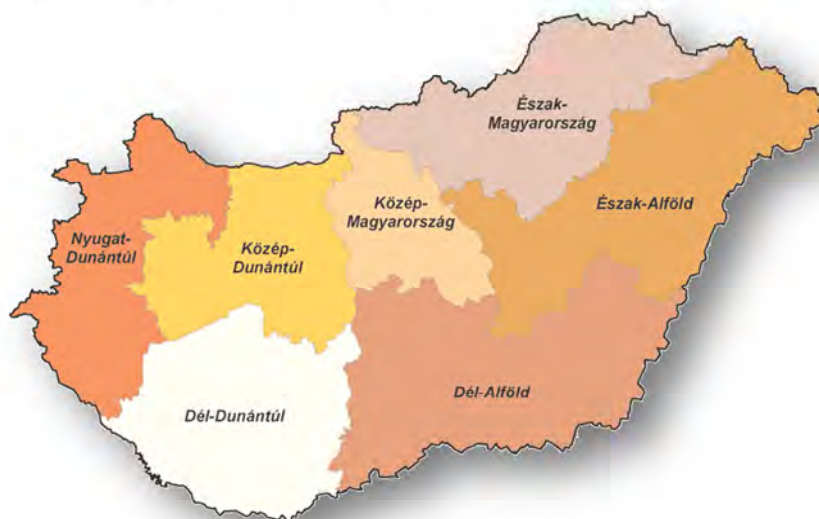 Észak-
Magyarország
Észak-Alföld
Közép-
Magyarország
Nyugat-
Dunántúl
Közép-
Dunántúl
Dél-Alföld
Dél-Dunántúl